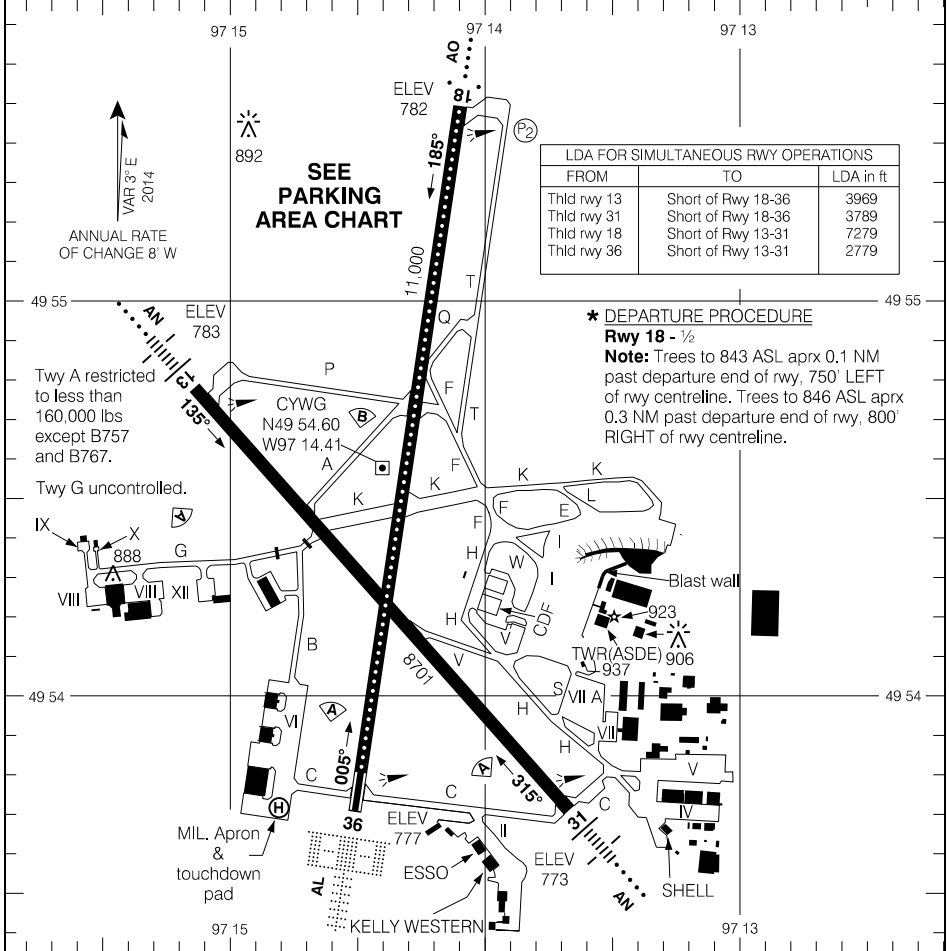 97 15
97 14
97 13
AO
ELEV
782
18
P2
892
185°
VAR 3° E
2014
SEE
PARKING
AREA CHART
LDA FOR SIMULTANEOUS RWY OPERATIONS
FROM TO LDA in ft
Thld rwy 13 Short of Rwy 18-36 3969
Thld rwy 31 Short of Rwy 18-36 3789
Thld rwy 18 Short of Rwy 13-31 7279
Thld rwy 36 Short of Rwy 13-31 2779
ANNUAL RATE
OF CHANGE 8' W
11,000
T
49 55
49 55
AN
ELEV
783
Q
* DEPARTURE PROCEDURE
Rwy 18 - ½
Note: Trees to 843 ASL aprx 0.1 NM
past departure end of rwy, 750' LEFT
of rwy centreline. Trees to 846 ASL aprx
0.3 NM past departure end of rwy, 800'
RIGHT of rwy centreline.
13
P
F
T
Twy A restricted
to less than
160,000 lbs
except B757
and B767.
135°
CYWG
N49 54.60
W97 14.41
B
A
F
K
K
K
K
L
Twy G uncontrolled.
A
F
E
F
IX
X
888
G
H
W
I
I
Blast wall
VIII
VIII
XII
CDF
923
H
V
TWR(ASDE)
937
906
B
V
8701
49 54
49 54
S
VII A
VI
A
H
VII
H
005°
A
315°
V
C
C
C
H
36
ELEV
777
II
31
IV
MIL. Apron
&
touchdown
pad
AL
ESSO
ELEV
773
AN
SHELL
KELLY WESTERN
97 15
97 13